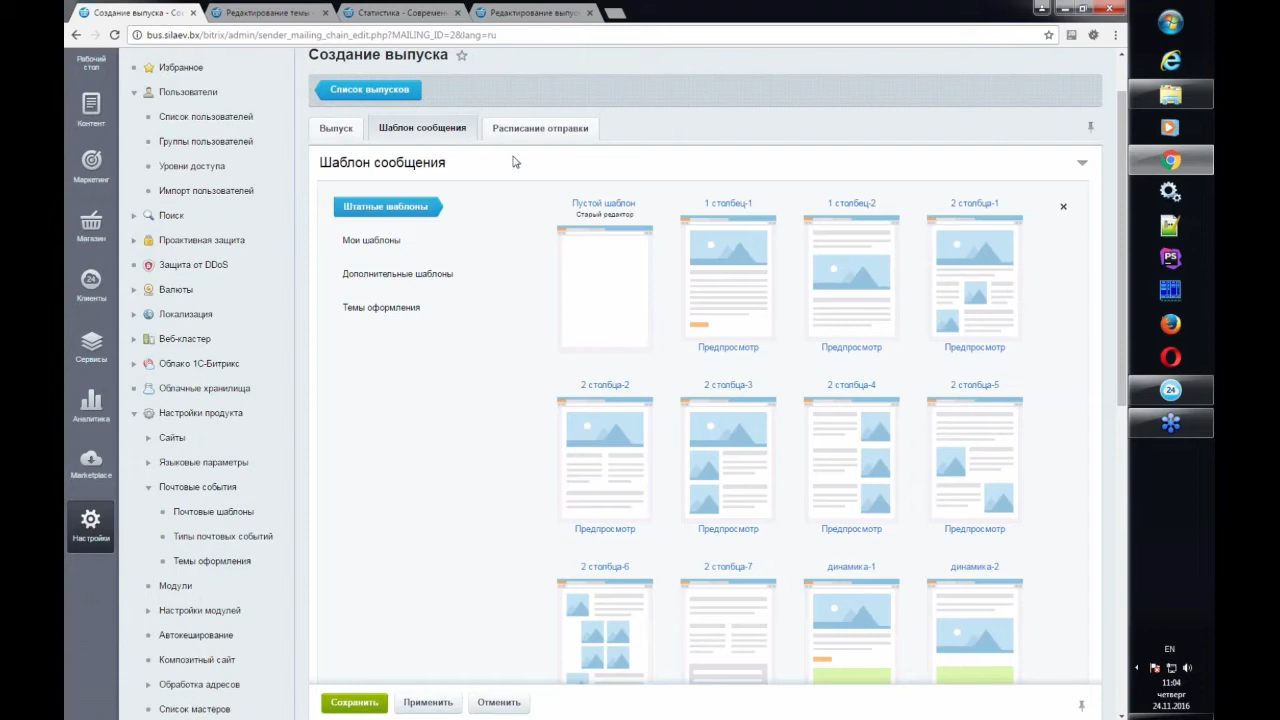 Создание выпуска - Сов
Редактирование темы
Статистика - Современ
Редактирование выпус
bus.silaev.bx/bitrix/admin/sender_mailing_chain_edit.php?MAILING_ID=2&lang=ru
Рабочий
стол
Контент
Маркетинг
Магазин
24
Клиенты
Сервисы
Аналитика
Marketplace
Настройки
Избранное
Пользователи
Список пользователей
Группы пользователей
Уровни доступа
Импорт пользователей
Поиск
Проактивная защита
Защита от DDoS
Валюты
Локализация
Веб-кластер
Облако 1С-Битрикс
Облачные хранилища
Настройки продукта
Сайты
Языковые параметры
Почтовые события
Почтовые шаблоны
Типы почтовых событий
Темы оформления
Модули
Настройки модулей
Автокеширование
Композитный сайт
Обработка адресов
Список мастеров
Создание выпуска
Список выпусков
Выпуск
Шаблон сообщения
Расписание отправки
Шаблон сообщения
Штатные шаблоны
Мои шаблоны
Дополнительные шаблоны
Темы оформления
Пустой шаблон
Старый редактор
1 столбец-1
1 столбец-2
2 столбца-1
Предпросмотр
Предпросмотр
Предпросмотр
2 столбца-2
2 столбца-3
2 столбца-4
2 столбца-5
Предпросмотр
Предпросмотр
Предпросмотр
Предпросмотр
2 столбца-6
2 столбца-7
динамика-1
динамика-2
Сохранить
Применить
Отменить
PS
24
EN
11:04
четверг
24.11.2016